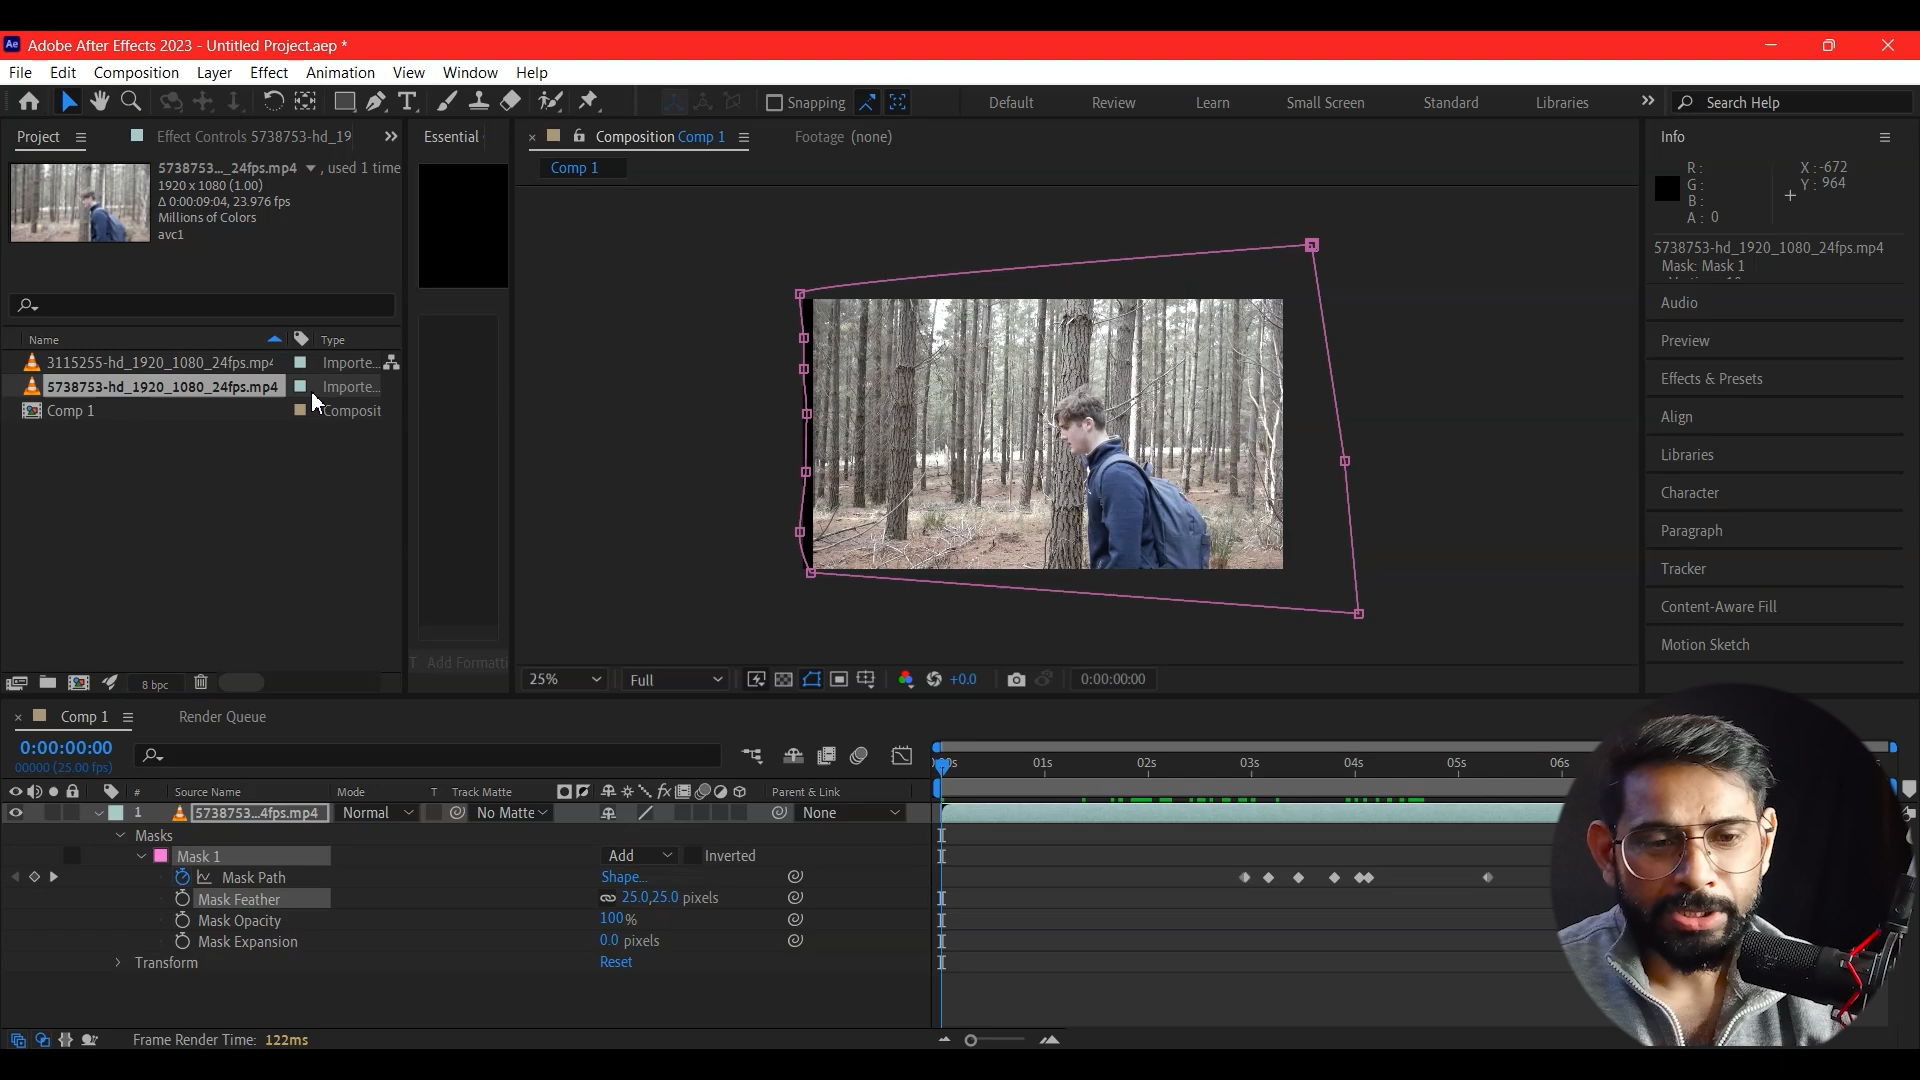 Ae Adobe After Effects 2023 - Untitled Project.aep *
File Edit Composition Layer Effect Animation View Window Help
Snapping Default Review Learn Small Screen Standard Libraries Search Help
Project Effect Controls 5738753-hd_19 Essential Composition Comp 1 Footage (none) Info
5738753..._24fps.mp4 , used 1 time
1920 x 1080 (1.00)
Δ 0:00:09:04, 23.976 fps
Millions of Colors
avc1
Comp 1
R: X: -672
G: Y: 964
B:
A: 0
5738753-hd_1920_1080_24fps.mp4
Mask: Mask 1
Audio
Preview
Effects & Presets
Align
Libraries
Character
Paragraph
Tracker
Content-Aware Fill
Motion Sketch
Name Type
3115255-hd_1920_1080_24fps.mp4 Importe...
5738753-hd_1920_1080_24fps.mp4 Importe...
Comp 1 Composit
T Add Formatti
8 bpc
25% Full +0.0 0:00:00:00
Comp 1 Render Queue
0:00:00:00
00000 (25.00 fps)
# Source Name Mode T Track Matte Parent & Link
00s 01s 02s 03s 04s 05s 06s
1 5738753...4fps.mp4 Normal No Matte None
Masks
Mask 1 Add Inverted
Mask Path Shape...
Mask Feather 25.0,25.0 pixels
Mask Opacity 100%
Mask Expansion 0.0 pixels
Transform Reset
Frame Render Time: 122ms